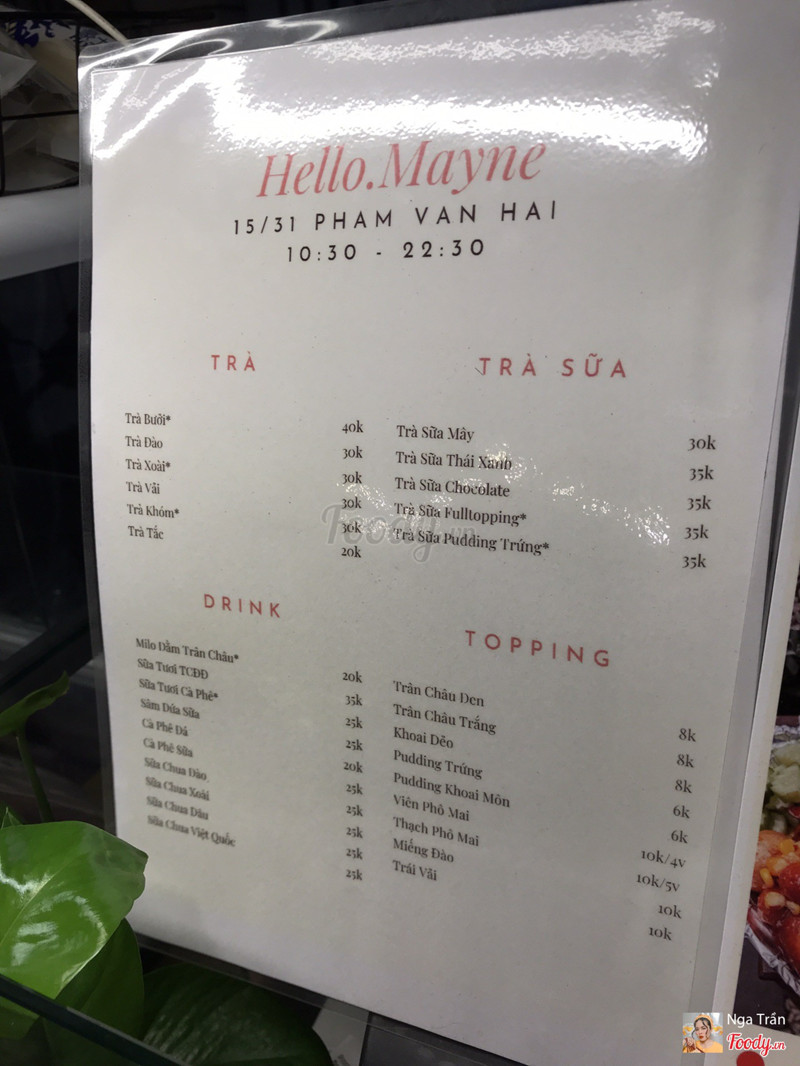 Hello.Mayne
15/31 PHAM VAN HAI
10:30 - 22:30
TRÀ
Trà Bưởi* 40k
Trà Đào 30k
Trà Xoài* 30k
Trà Vải 30k
Trà Khóm* 30k
Trà Tắc 20k
TRÀ SỮA
Trà Sữa Mây 30k
Trà Sữa Thái Xanh 35k
Trà Sữa Chocolate 35k
Trà Sữa Fulltopping* 35k
Trà Sữa Pudding Trứng* 35k
DRINK
Milo Dầm Trân Châu* 20k
Sữa Tươi TCĐĐ 35k
Sữa Tươi Cà Phê* 25k
Sâm Dứa Sữa 25k
Cà Phê Đá 20k
Cà Phê Sữa 25k
Sữa Chua Đào 25k
Sữa Chua Xoài 25k
Sữa Chua Dâu 25k
Sữa Chua Việt Quốc 25k
TOPPING
Trân Châu Đen 8k
Trân Châu Trắng 8k
Khoai Dẻo 8k
Pudding Trứng 6k
Pudding Khoai Môn 6k
Viên Phô Mai 10k/4v
Thạch Phô Mai 10k/5v
Miếng Đào 10k
Trái Vải 10k
Foody.vn
Nga Trần
Foody.vn